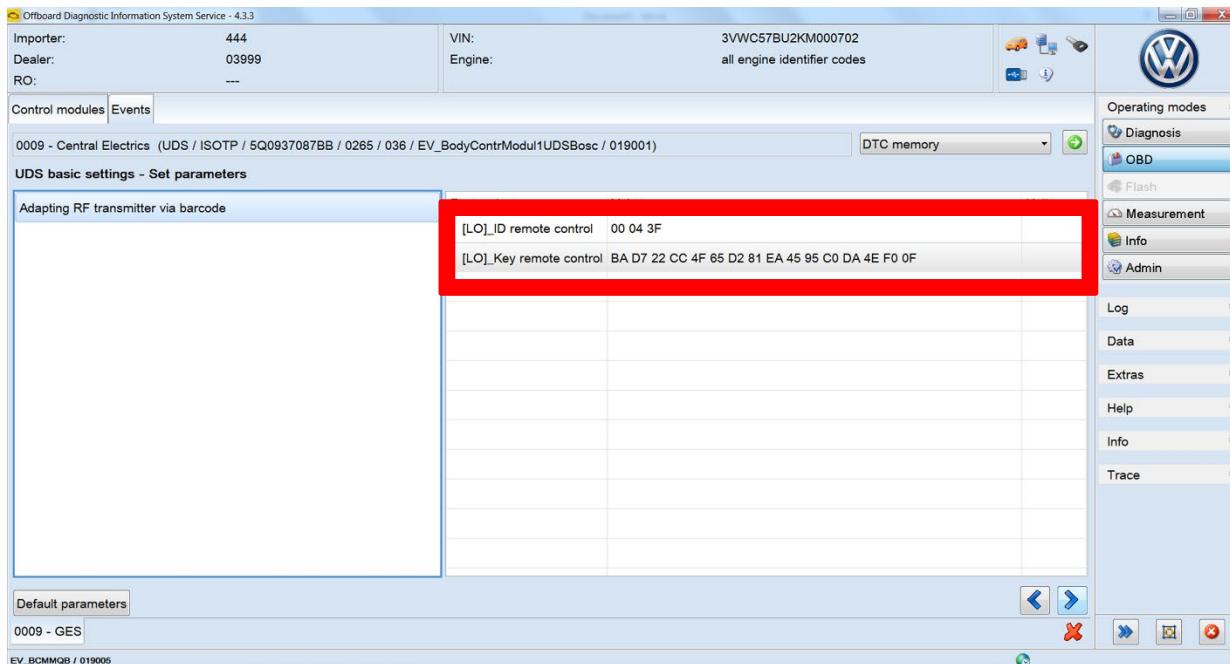 Offboard Diagnostic Information System Service - 4.3.3
Importer: 444 VIN: 3VWC57BU2KM000702
Dealer: 03999 Engine: all engine identifier codes
RO: ---
Control modules Events Operating modes
Diagnosis
0009 - Central Electrics (UDS / ISOTP / 5Q0937087BB / 0265 / 036 / EV_BodyContrModul1UDSBosc / 019001) DTC memory
OBD
UDS basic settings - Set parameters
Flash
Adapting RF transmitter via barcode
Measurement
[LO]_ID remote control 00 04 3F
Info
[LO]_Key remote control BA D7 22 CC 4F 65 D2 81 EA 45 95 C0 DA 4E F0 0F
Admin
Log
Data
Extras
Help
Info
Trace
Default parameters
0009 - GES
EV_BCMMQB / 019005